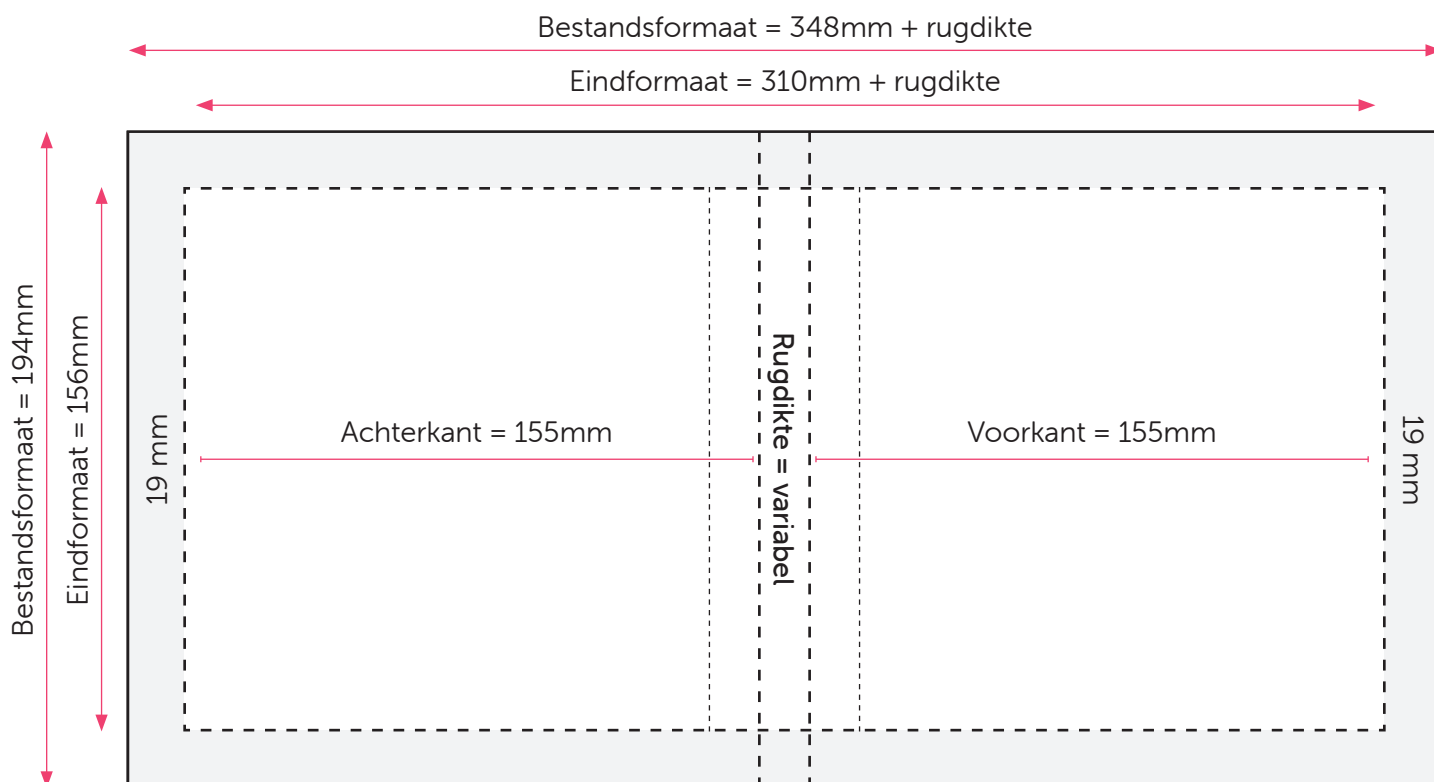 Bestandsformaat = 348mm + rugdikte
Eindformaat = 310mm + rugdikte
Bestandsformaat = 194mm
Eindformaat = 156mm
19 mm
Achterkant = 155mm
Rugdikte = variabel
Voorkant = 155mm
19 mm